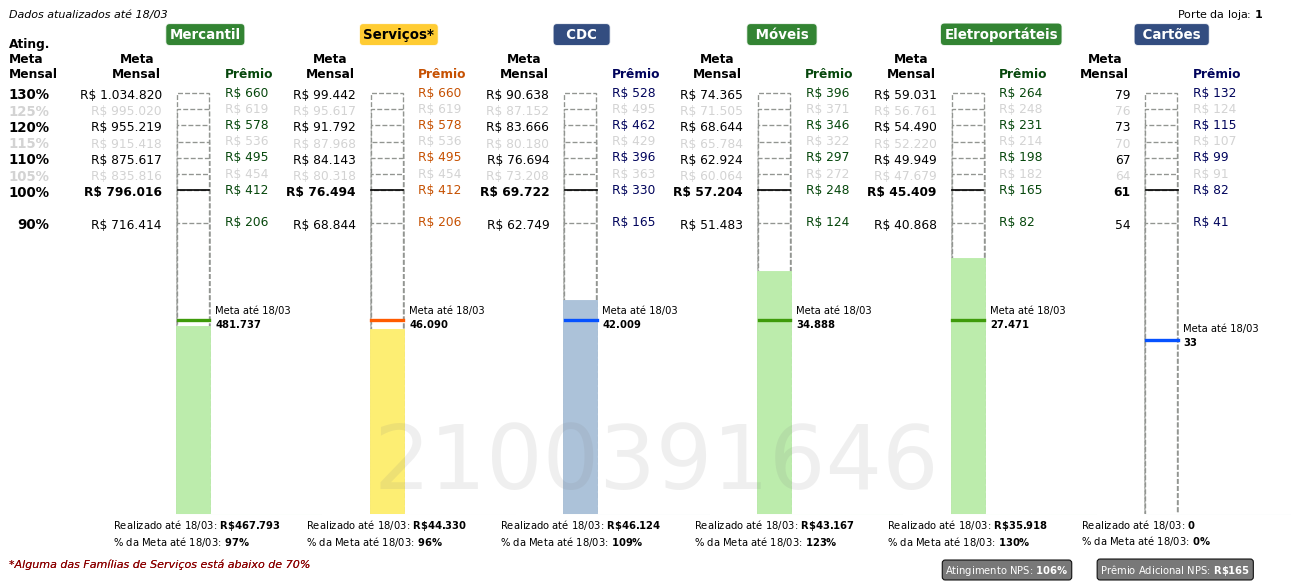 Dados atualizados até 18/03 Porte da loja: 1
Mercantil Serviços* CDC Móveis Eletroportáteis Cartões
Ating. Meta Mensal
Meta Mensal Prêmio Meta Mensal Prêmio Meta Mensal Prêmio Meta Mensal Prêmio Meta Mensal Prêmio Meta Mensal Prêmio
130% R$ 1.034.820 R$ 660 R$ 99.442 R$ 660 R$ 90.638 R$ 528 R$ 74.365 R$ 396 R$ 59.031 R$ 264 79 R$ 132
125% R$ 995.020 R$ 619 R$ 95.617 R$ 619 R$ 87.152 R$ 495 R$ 71.505 R$ 371 R$ 56.761 R$ 248 76 R$ 124
120% R$ 955.219 R$ 578 R$ 91.792 R$ 578 R$ 83.666 R$ 462 R$ 68.644 R$ 346 R$ 54.490 R$ 231 73 R$ 115
115% R$ 915.418 R$ 536 R$ 87.968 R$ 536 R$ 80.180 R$ 429 R$ 65.784 R$ 322 R$ 52.220 R$ 214 70 R$ 107
110% R$ 875.617 R$ 495 R$ 84.143 R$ 495 R$ 76.694 R$ 396 R$ 62.924 R$ 297 R$ 49.949 R$ 198 67 R$ 99
105% R$ 835.816 R$ 454 R$ 80.318 R$ 454 R$ 73.208 R$ 363 R$ 60.064 R$ 272 R$ 47.679 R$ 182 64 R$ 91
100% R$ 796.016 R$ 412 R$ 76.494 R$ 412 R$ 69.722 R$ 330 R$ 57.204 R$ 248 R$ 45.409 R$ 165 61 R$ 82
90% R$ 716.414 R$ 206 R$ 68.844 R$ 206 R$ 62.749 R$ 165 R$ 51.483 R$ 124 R$ 40.868 R$ 82 54 R$ 41
Meta até 18/03 Meta até 18/03 Meta até 18/03 Meta até 18/03 Meta até 18/03
481.737 46.090 42.009 34.888 27.471
Meta até 18/03
33
2100391646
Realizado até 18/03: R$467.793 Realizado até 18/03: R$44.330 Realizado até 18/03: R$46.124 Realizado até 18/03: R$43.167 Realizado até 18/03: R$35.918 Realizado até 18/03: 0
% da Meta até 18/03: 97% % da Meta até 18/03: 96% % da Meta até 18/03: 109% % da Meta até 18/03: 123% % da Meta até 18/03: 130% % da Meta até 18/03: 0%
*Alguma das Famílias de Serviços está abaixo de 70% Atingimento NPS: 106% Prêmio Adicional NPS: R$165